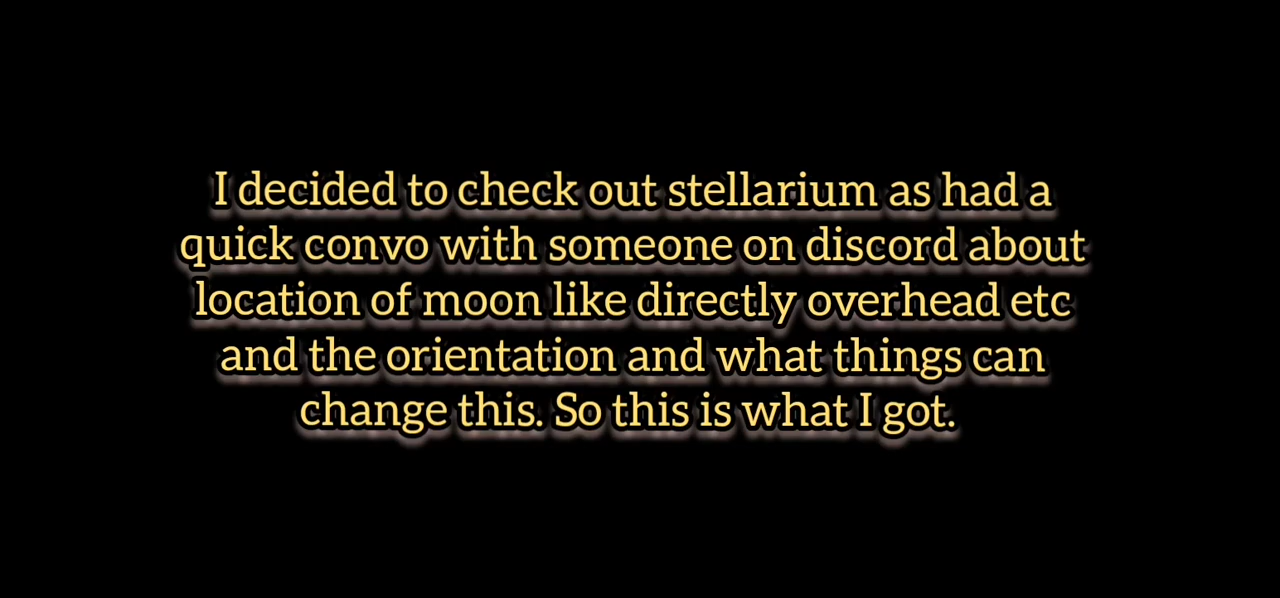 I decided to check out stellarium as had a
quick convo with someone on discord about
location of moon like directly overhead etc
and the orientation and what things can
change this. So this is what I got.